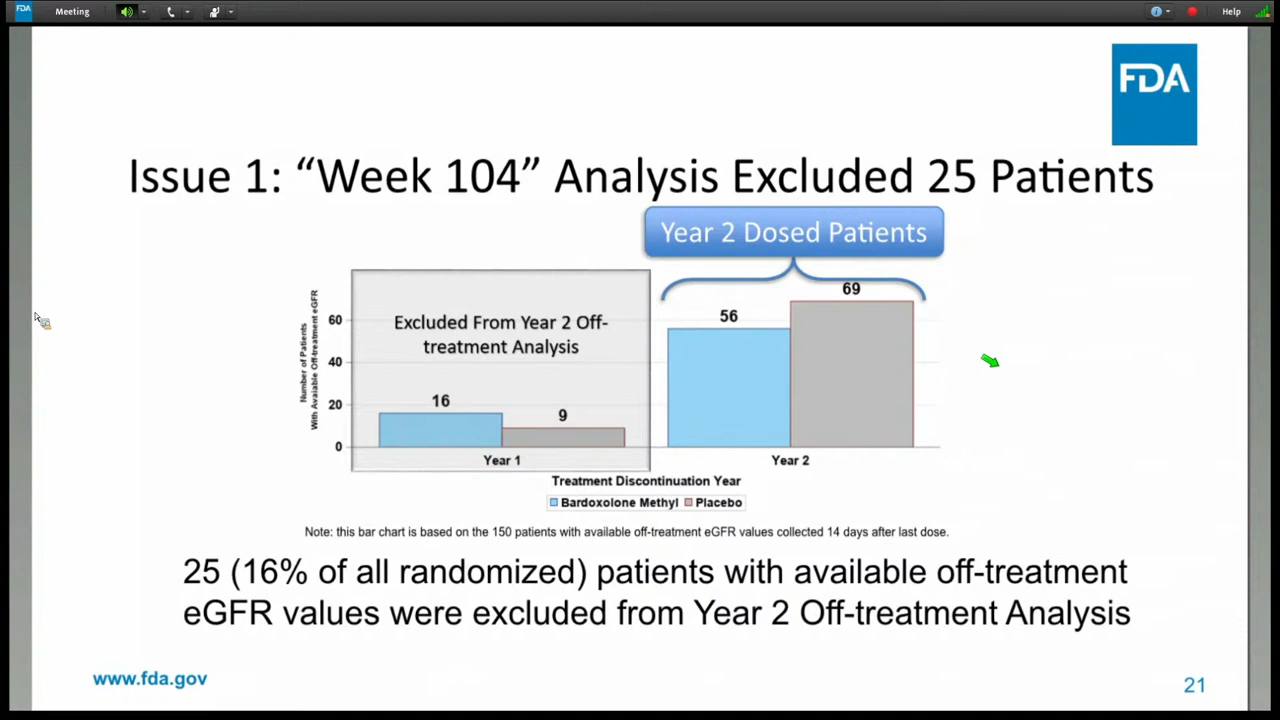 FDA
Meeting
Help
FDA
Issue 1: “Week 104” Analysis Excluded 25 Patients
Year 2 Dosed Patients
Excluded From Year 2 Off-
treatment Analysis
Number of Patients
With Avaiable Off-treatment eGFR
60
40
20
0
16
9
56
69
Year 1
Year 2
Treatment Discontinuation Year
Bardoxolone Methyl Placebo
Note: this bar chart is based on the 150 patients with available off-treatment eGFR values collected 14 days after last dose.
25 (16% of all randomized) patients with available off-treatment
eGFR values were excluded from Year 2 Off-treatment Analysis
www.fda.gov
21